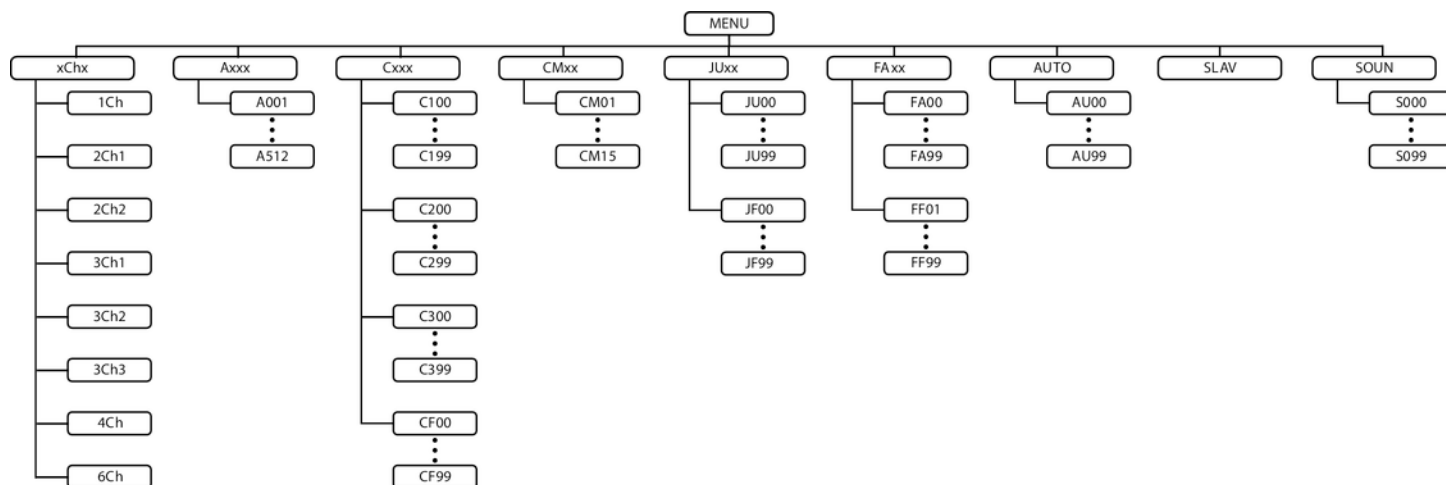 MENU
xChx
Axxx
Cxxx
CMxx
JUxx
FAxx
AUTO
SLAV
SOUN
1Ch
A001
C100
CM01
JU00
FA00
AU00
S000
2Ch1
A512
C199
CM15
JU99
FA99
AU99
S099
2Ch2
C200
JF00
FF01
3Ch1
C299
JF99
FF99
3Ch2
C300
3Ch3
C399
4Ch
CF00
6Ch
CF99